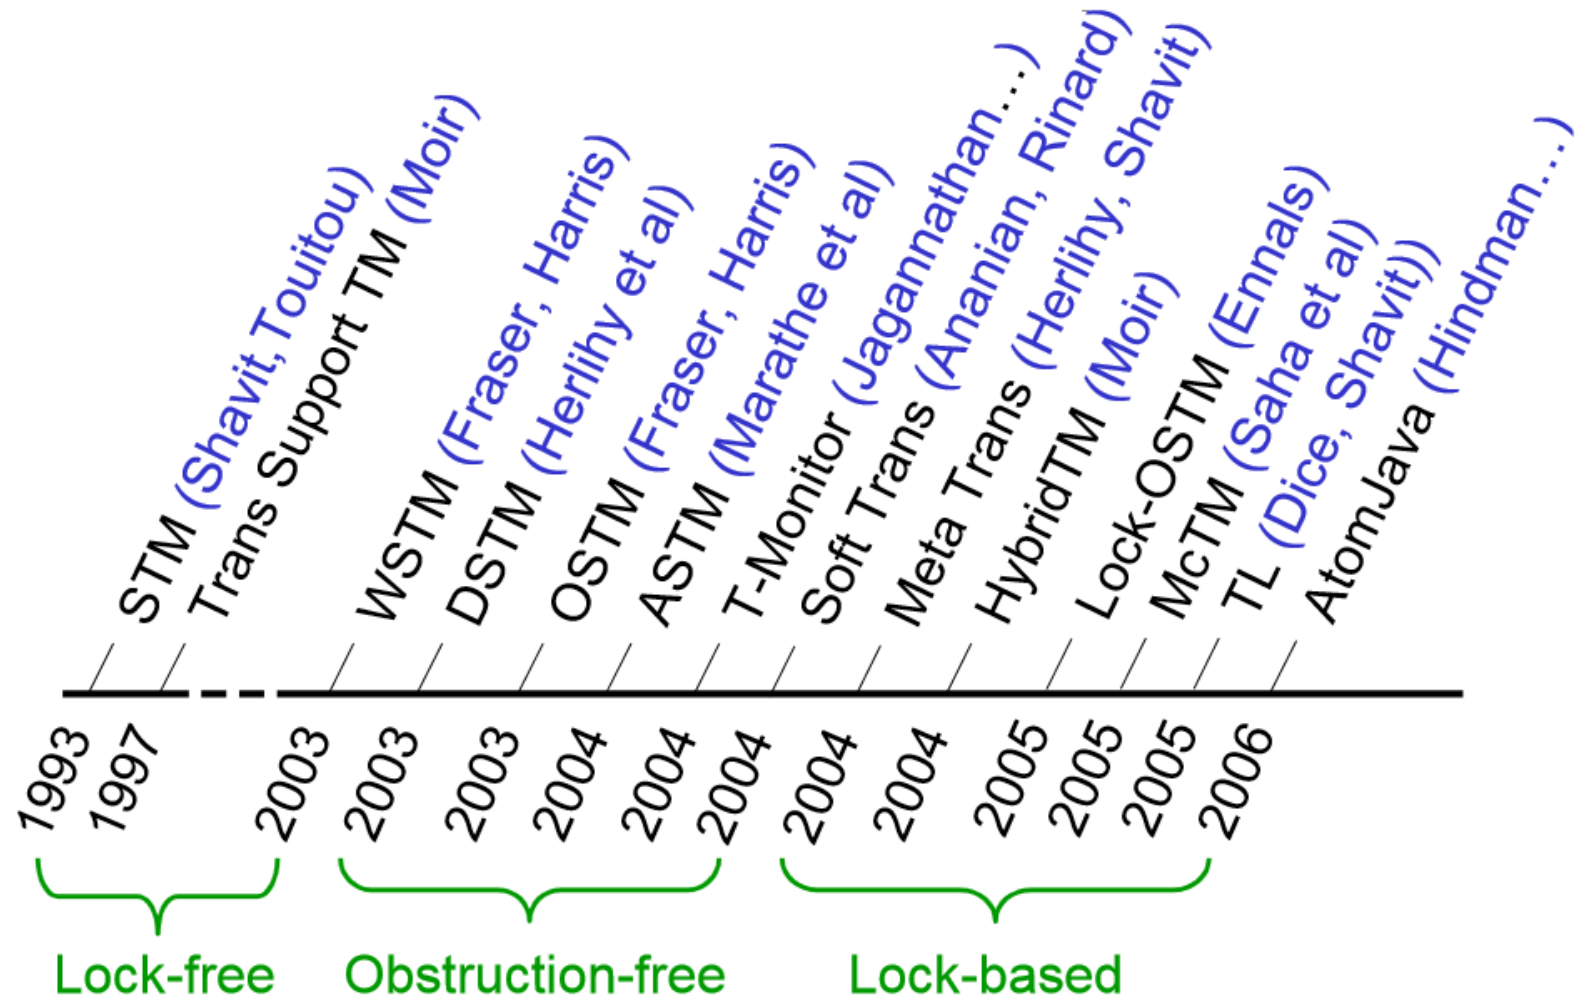 STM (Shavit,Touitou)
Trans Support TM (Moir)
WSTM (Fraser, Harris)
DSTM (Herlihy et al)
OSTM (Fraser, Harris)
ASTM (Marathe et al)
T-Monitor (Jagannathan...)
Soft Trans (Ananian, Rinard)
Meta Trans (Herlihy, Shavit)
HybridTM (Moir)
Lock-OSTM (Ennals)
McTM (Saha et al)
TL (Dice, Shavit))
AtomJava (Hindman...)
1993
1997
2003
2003
2003
2004
2004
2004
2004
2004
2005
2005
2005
2006
Lock-free
Obstruction-free
Lock-based